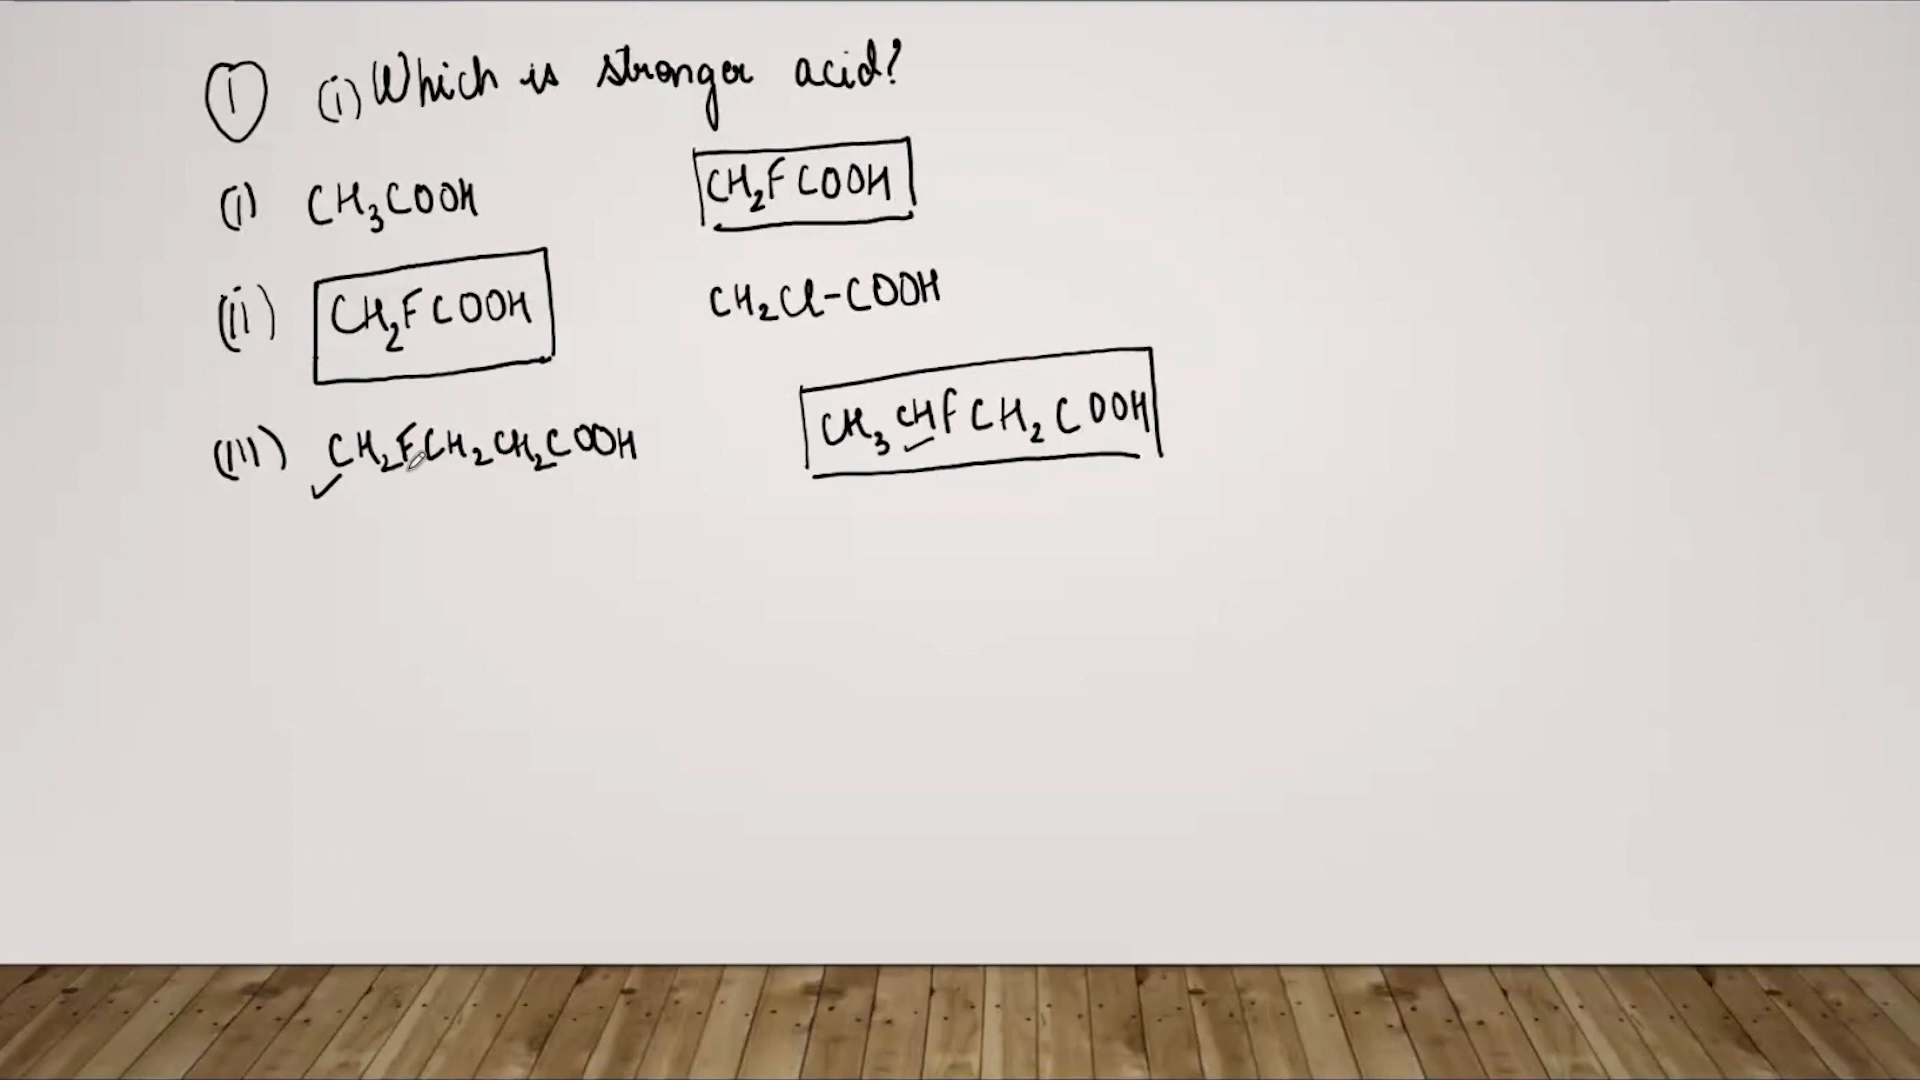 ① (i) Which is stronger acid?
(i) CH₃COOH CH₂FCOOH
(ii) CH₂FCOOH CH₂Cl-COOH
(iii) CH₂FCH₂CH₂COOH CH₃CHFCH₂COOH